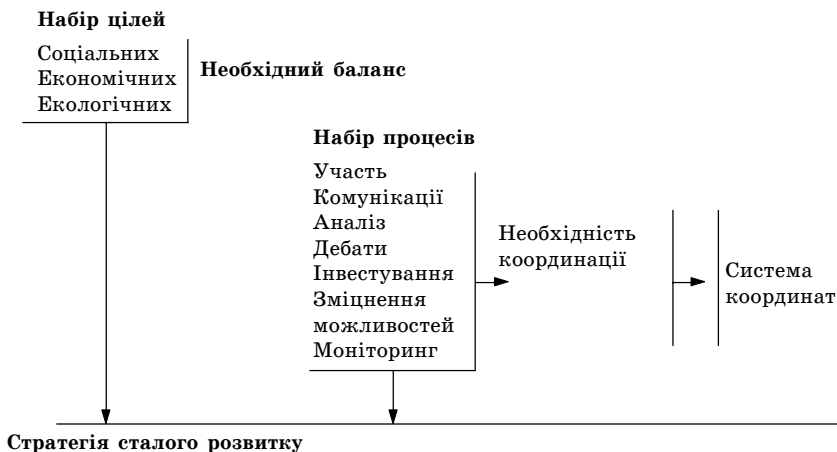 Набір цілей
Соціальних
Економічних
Екологічних
Необхідний баланс
Набір процесів
Участь
Комунікації
Аналіз
Дебати
Інвестування
Зміцнення
можливостей
Моніторинг
Необхідність
координації
Система
координат
Стратегія сталого розвитку